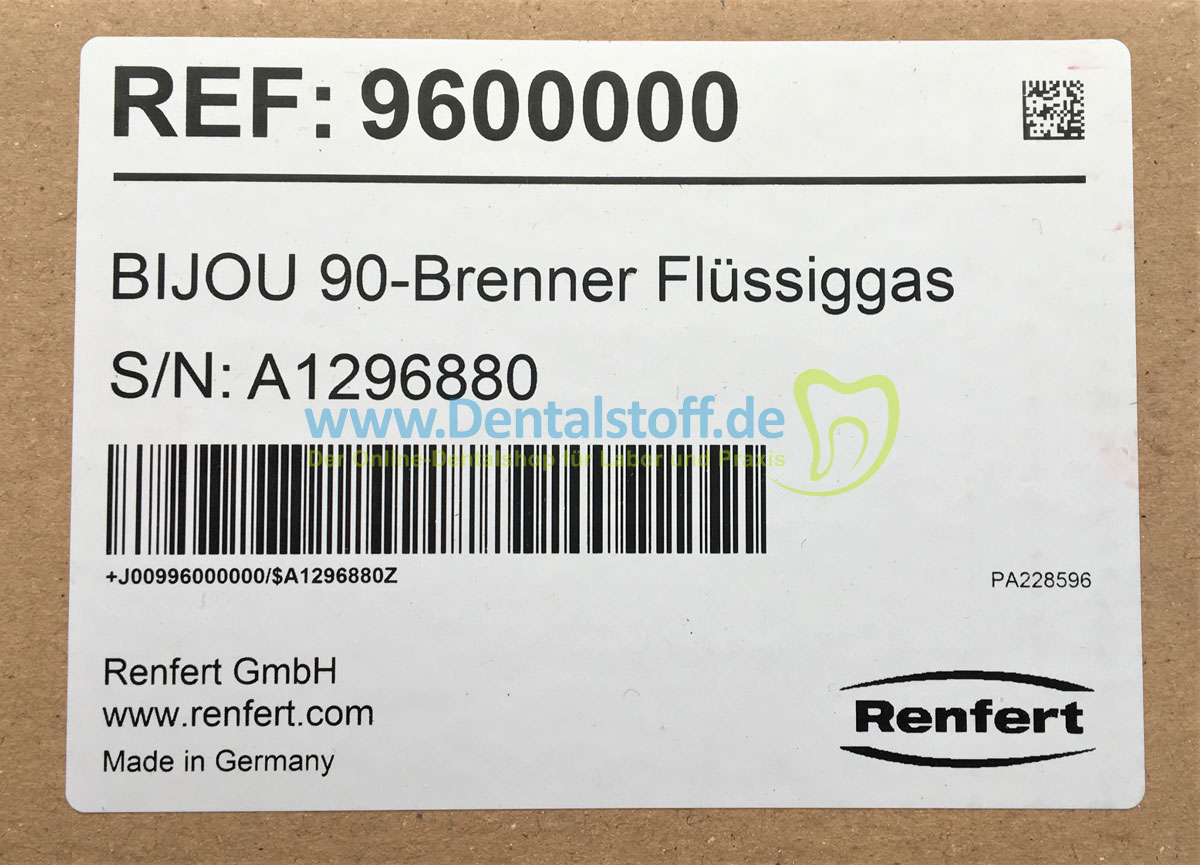 REF: 9600000
BIJOU 90-Brenner Flüssiggas
S/N: A1296880
www.Dentalstoff.de
Der Online-Dentalshop für Labor und Praxis
+J00996000000/$A1296880Z
PA228596
Renfert GmbH
www.renfert.com
Made in Germany
Renfert